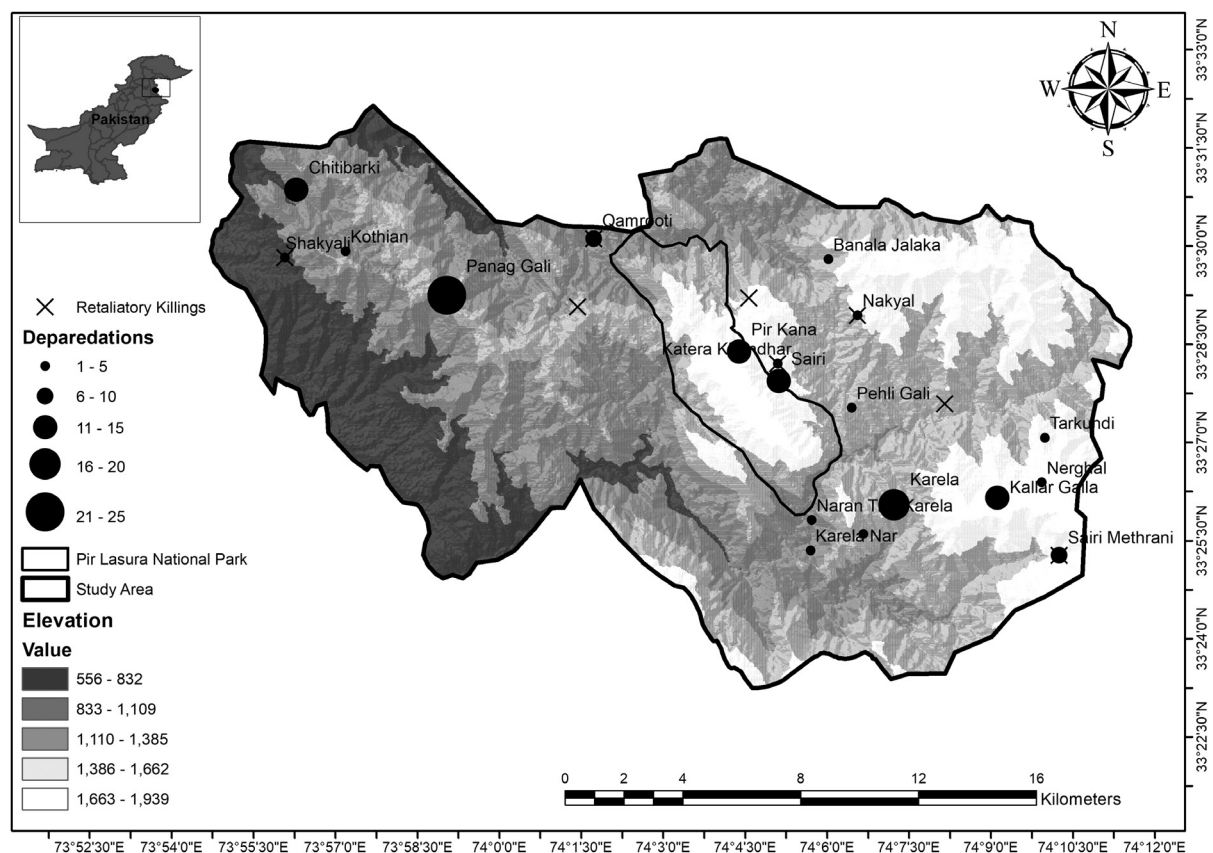 Pakistan
N
W E
S
33°33'0"N
33°31'30"N
33°30'0"N
33°28'30"N
33°27'0"N
33°25'30"N
33°24'0"N
33°22'30"N
Chitibarki
Qamrooti
Shakyali
Kothian
Banala Jalaka
Panag Gali
Nakyal
Pir Kana
Sairi
Pehli Gali
Tarkundi
Nerghal
Karela
Kallar Galla
Naran
Karela
Karela Nar
Sairi Methrani
Retaliatory Killings
Deparedations
1 - 5
6 - 10
11 - 15
16 - 20
21 - 25
Pir Lasura National Park
Study Area
Elevation
Value
556 - 832
833 - 1,109
1,110 - 1,385
1,386 - 1,662
1,663 - 1,939
0 2 4 8 12 16
Kilometers
73°52'30"E 73°54'0"E 73°55'30"E 73°57'0"E 73°58'30"E 74°0'0"E 74°1'30"E 74°3'0"E 74°4'30"E 74°6'0"E 74°7'30"E 74°9'0"E 74°10'30"E 74°12'0"E